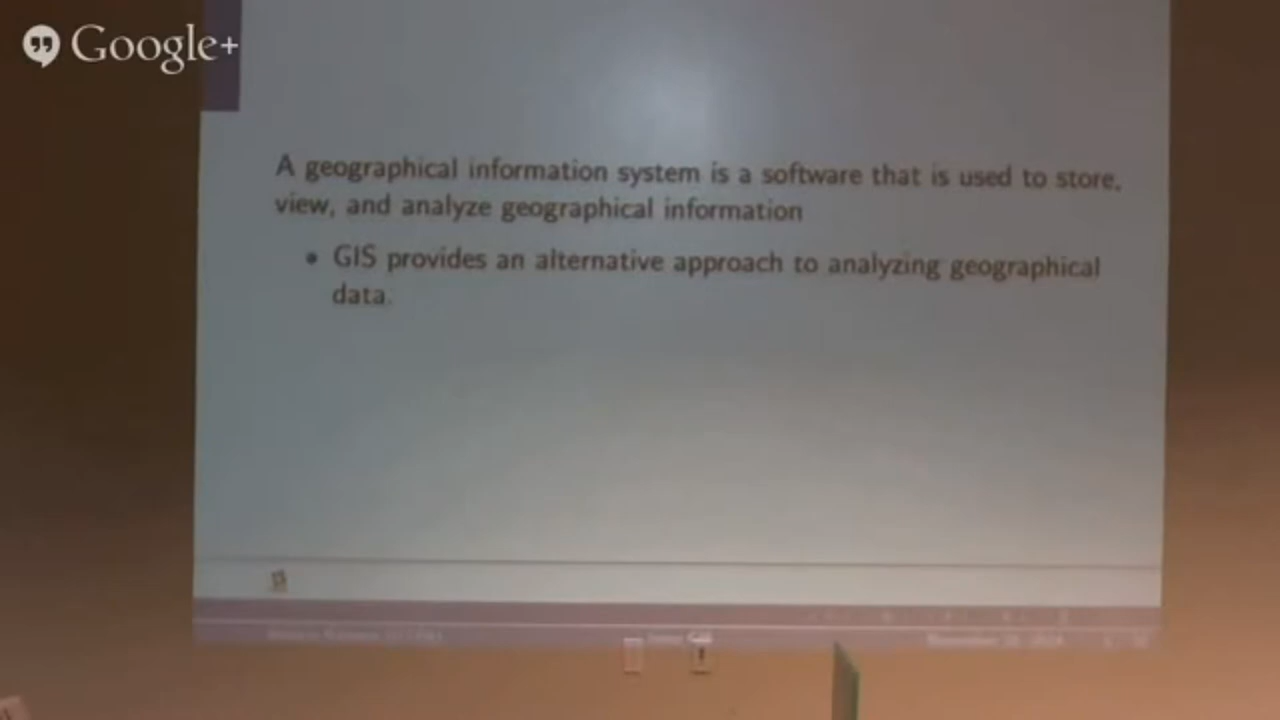 Google+
A geographical information system is a software that is used to store,
view, and analyze geographical information
• GIS provides an alternative approach to analyzing geographical
data.